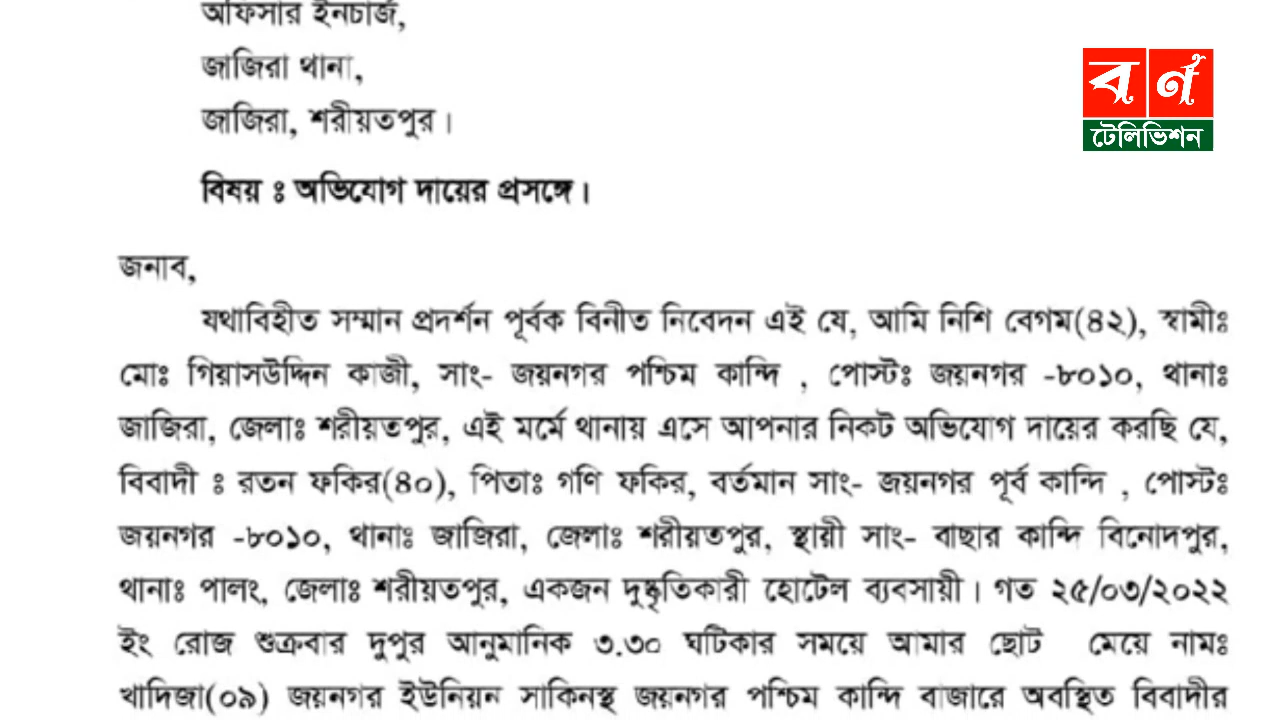 অফিসার ইনচার্জ,
জাজিরা থানা,
জাজিরা, শরীয়তপুর।
বর্ণ
টেলিভিশন
বিষয় ঃ অভিযোগ দায়ের প্রসঙ্গে।
জনাব,
যথাবিহীত সম্মান প্রদর্শন পূর্বক বিনীত নিবেদন এই যে, আমি নিশি বেগম(৪২), স্বামীঃ
মোঃ গিয়াসউদ্দিন কাজী, সাং- জয়নগর পশ্চিম কান্দি , পোস্টঃ জয়নগর -৮০১০, থানাঃ
জাজিরা, জেলাঃ শরীয়তপুর, এই মর্মে থানায় এসে আপনার নিকট অভিযোগ দায়ের করছি যে,
বিবাদী ঃ রতন ফকির(৪০), পিতাঃ গণি ফকির, বর্তমান সাং- জয়নগর পূর্ব কান্দি , পোস্টঃ
জয়নগর -৮০১০, থানাঃ জাজিরা, জেলাঃ শরীয়তপুর, স্থায়ী সাং- বাছার কান্দি বিনোদপুর,
থানাঃ পালং, জেলাঃ শরীয়তপুর, একজন দুষ্কৃতিকারী হোটেল ব্যবসায়ী। গত ২৫/০৩/২০২২
ইং রোজ শুক্রবার দুপুর আনুমানিক ৩.৩০ ঘটিকার সময়ে আমার ছোট মেয়ে নামঃ
খাদিজা(০৯) জয়নগর ইউনিয়ন সাকিনস্থ জয়নগর পশ্চিম কান্দি বাজারে অবস্থিত বিবাদীর